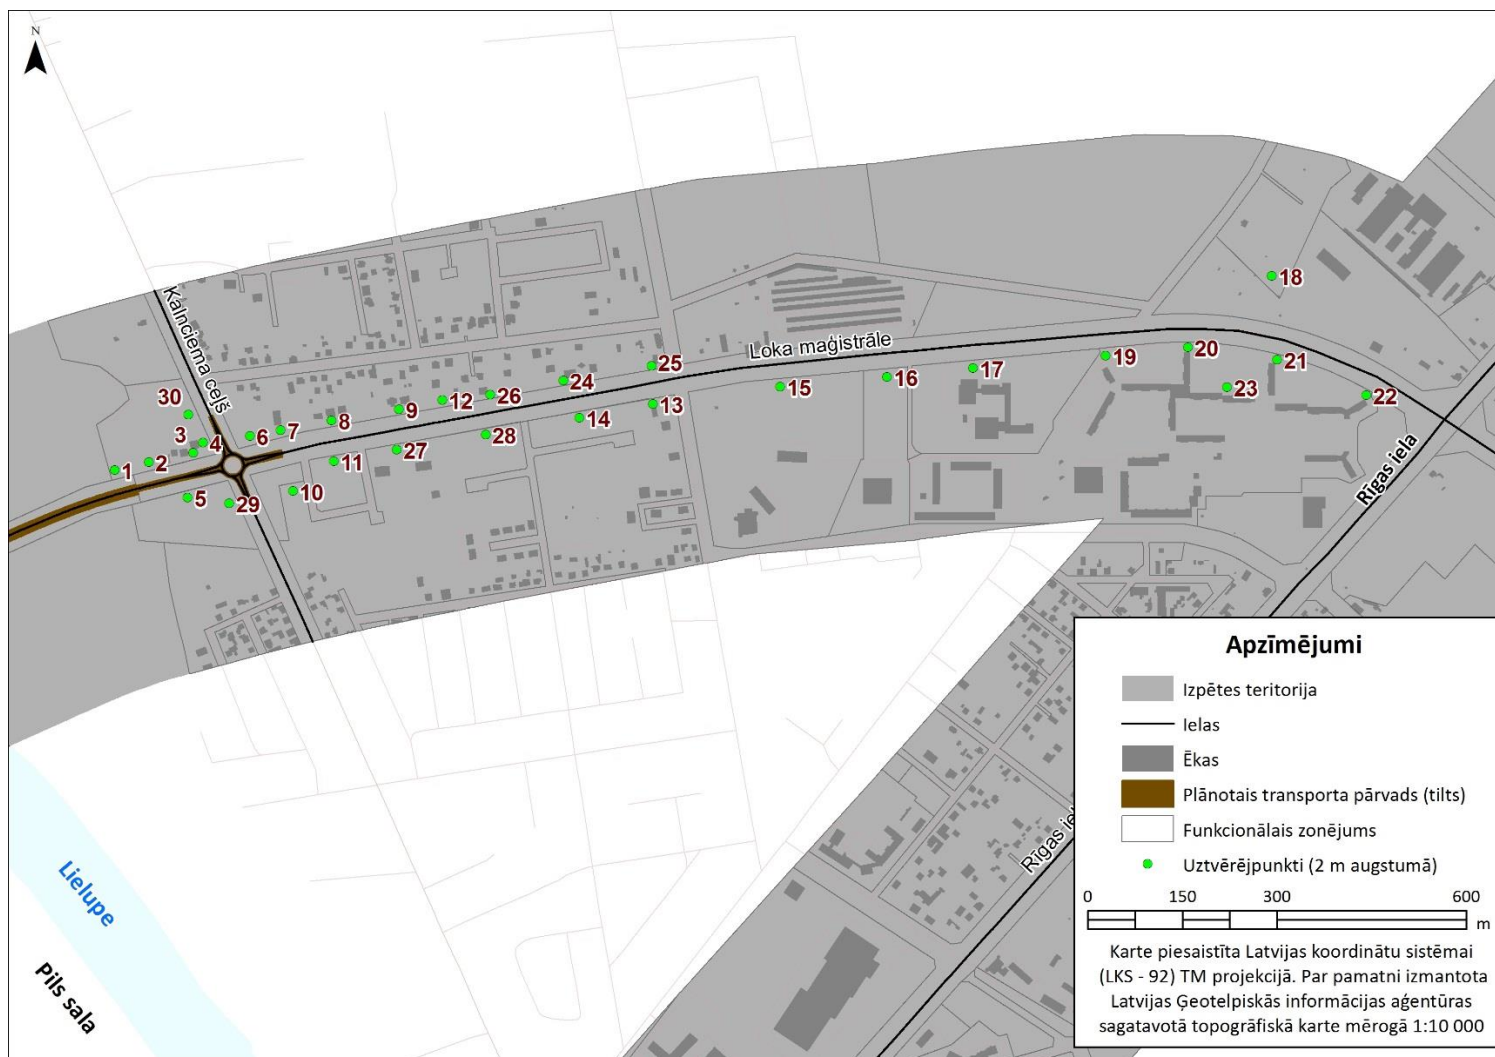 N
Kalnciema ceļš
Loka maģistrāle
18
25
19
20
21
24
16
17
15
22
23
26
12
9
13
30
8
14
7
6
3
4
28
27
2
1
11
10
5
29
Rīgas iela
Rīgas iel
Lielupe
Pils sala
Apzīmējumi
Izpētes teritorija
Ielas
Ēkas
Plānotais transporta pārvads (tilts)
Funkcionālais zonējums
Uztvērējpunkti (2 m augstumā)
0 150 300 600
m
Karte piesaistīta Latvijas koordinātu sistēmai
(LKS - 92) TM projekcijā. Par pamatni izmantota
Latvijas Ģeotelpiskās informācijas aģentūras
sagatavotā topogrāfiskā karte mērogā 1:10 000